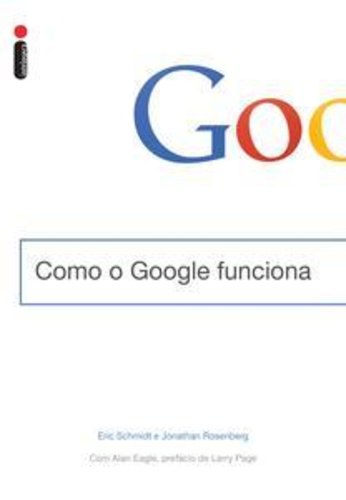 Goo
Como o Google funciona
Eric Schmidt e Jonathan Rosenberg
Com Alan Eagle, prefácio de Larry Page